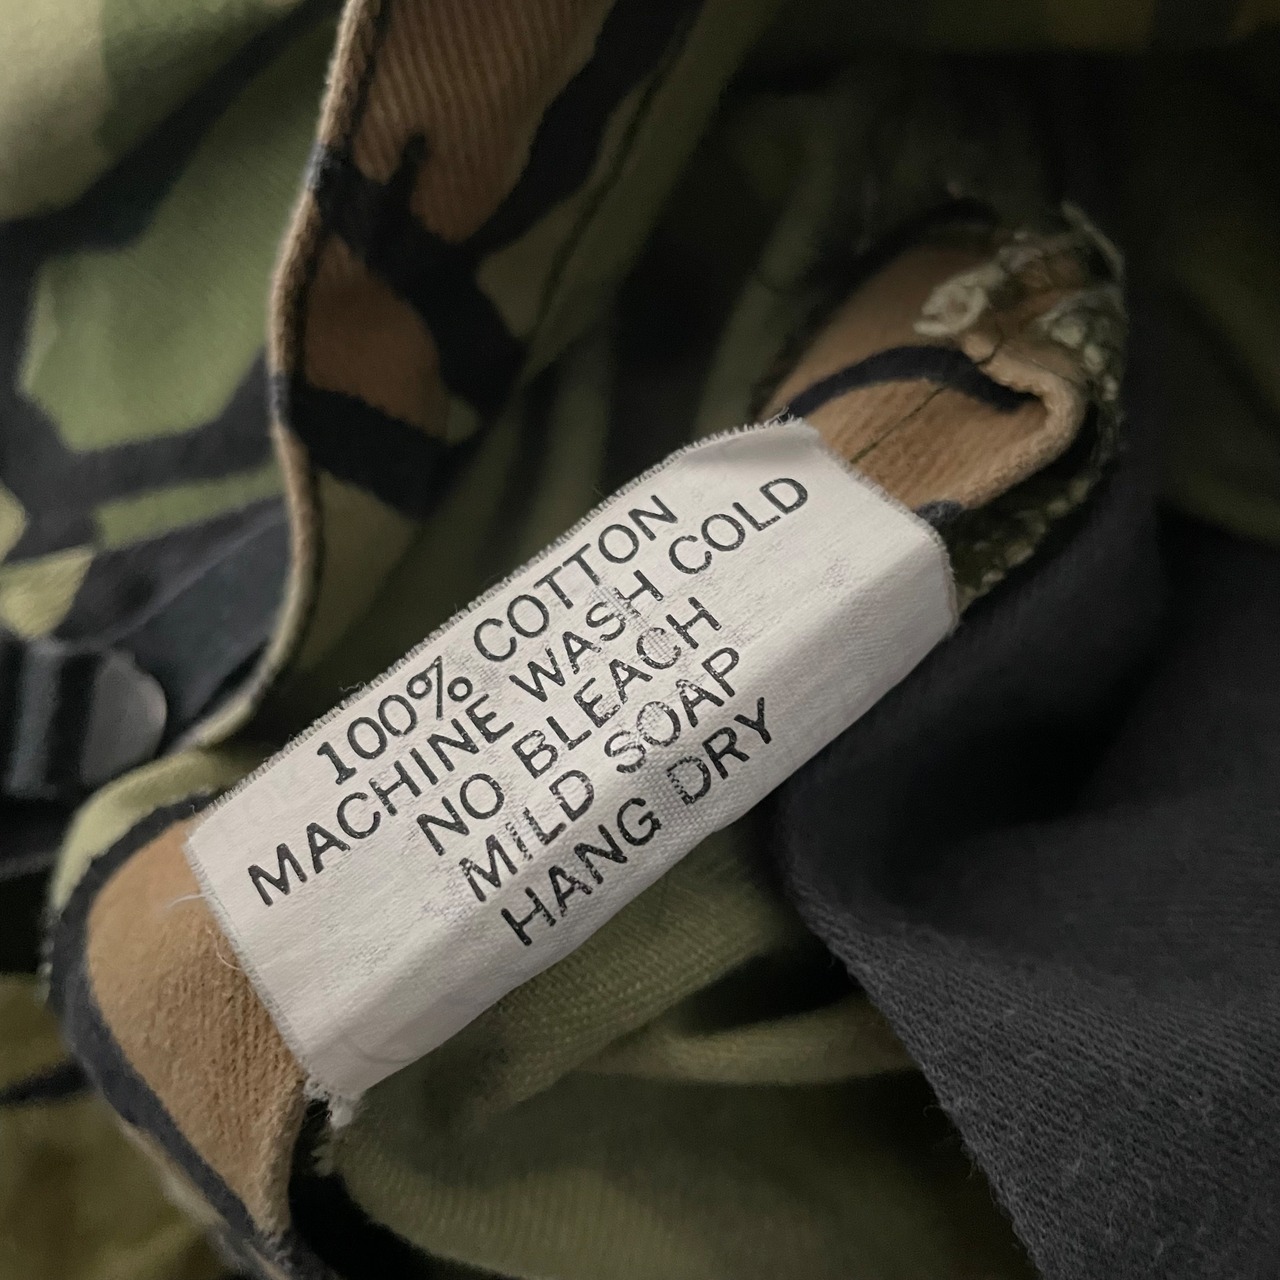 100% COTTON
MACHINE WASH COLD
NO BLEACH
MILD SOAP
HANG DRY